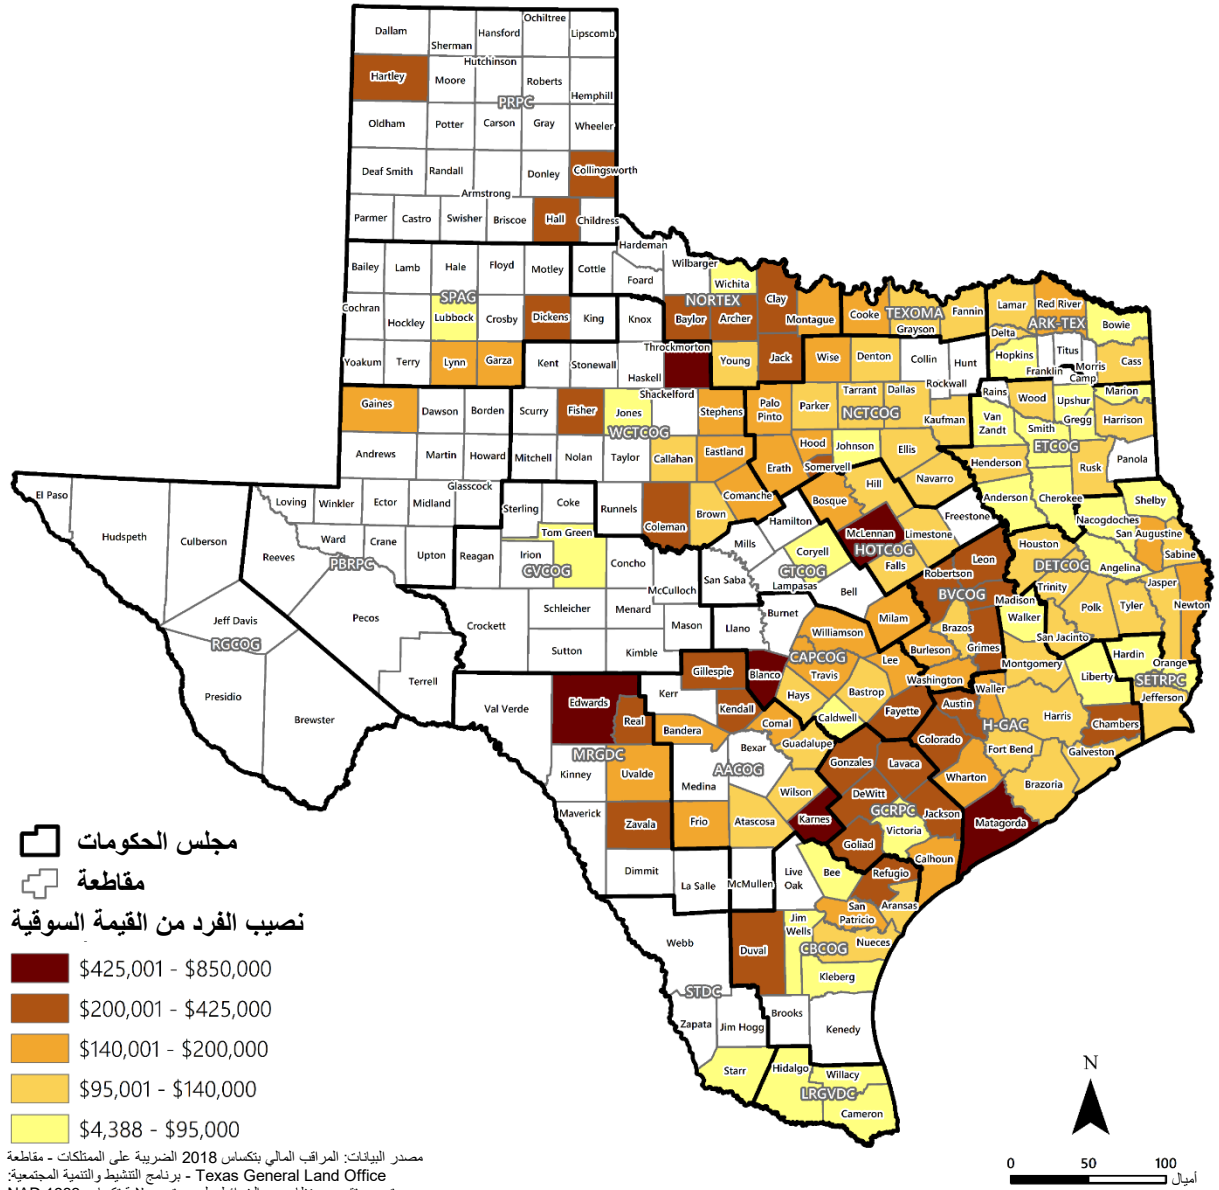 Dallam
Sherman
Hansford
Ochiltree
Lipscomb
Hartley
Moore
Hutchinson
Roberts
Hemphill
PRPC
Oldham
Potter
Carson
Gray
Wheeler
Deaf Smith
Randall
Armstrong
Donley
Collingsworth
Parmer
Castro
Swisher
Briscoe
Hall
Childress
Bailey
Lamb
Hale
Floyd
Motley
Cottle
Hardeman
Foard
Wilbarger
Wichita
Clay
SPAG
NORTEX
Cochran
Hockley
Lubbock
Crosby
Dickens
King
Knox
Baylor
Archer
Montague
Cooke
TEXOMA
Grayson
Fannin
Lamar
Red River
ARK-TEX
Bowie
Delta
Yoakum
Terry
Lynn
Garza
Kent
Stonewall
Haskell
Throckmorton
Young
Jack
Wise
Denton
Collin
Hunt
Rockwall
Hopkins
Franklin
Titus
Morris
Camp
Cass
Gaines
Dawson
Borden
Scurry
Fisher
Jones
Shackelford
Stephens
WCTCOG
Palo
Pinto
Parker
Tarrant
Dallas
NCTCOG
Kaufman
Rains
Van
Zandt
Wood
Upshur
Marion
Gregg
Harrison
Smith
ETCOG
Andrews
Martin
Howard
Mitchell
Nolan
Taylor
Callahan
Eastland
Erath
Hood
Somervell
Johnson
Ellis
Navarro
Henderson
Rusk
Panola
El Paso
Hudspeth
Culberson
Loving
Winkler
Ector
Midland
Glasscock
Sterling
Coke
Runnels
Coleman
Brown
Comanche
Hamilton
Bosque
Hill
Freestone
Anderson
Cherokee
Shelby
Nacogdoches
San Augustine
Sabine
Reeves
Ward
Crane
Upton
PBRPC
Reagan
Irion
Tom Green
CVCOG
Concho
McCulloch
San Saba
Mills
Coryell
CTCOG
Lampasas
Bell
McLennan
HOTCOG
Limestone
Falls
Robertson
Leon
BVCOG
Madison
Houston
DETCOG
Trinity
Angelina
Jasper
Newton
Walker
Polk
Tyler
San Jacinto
Jeff Davis
RGCOG
Pecos
Crockett
Schleicher
Menard
Mason
Llano
Burnet
Williamson
Milam
Brazos
Burleson
Grimes
Sutton
Kimble
Gillespie
Blanco
CAPCOG
Travis
Lee
Washington
Montgomery
Liberty
Hardin
Orange
SETRPC
Jefferson
Presidio
Brewster
Terrell
Val Verde
Edwards
Real
Kerr
Kendall
Bandera
Comal
Hays
Bastrop
Caldwell
Fayette
Austin
Waller
H-GAC
Harris
Chambers
Colorado
Fort Bend
Galveston
MRGDC
Kinney
Uvalde
Medina
Bexar
AACOG
Guadalupe
Gonzales
Lavaca
Wharton
Brazoria
Wilson
DeWitt
GCRPC
Jackson
Matagorda
Maverick
Zavala
Frio
Atascosa
Karnes
Victoria
Goliad
Calhoun
Dimmit
La Salle
McMullen
Live
Oak
Bee
Refugio
San
Patricio
Aransas
Webb
Duval
Jim
Wells
CBCOG
Nueces
Kleberg
STDC
Zapata
Jim Hogg
Brooks
Kenedy
Starr
Hidalgo
Willacy
LRGVDC
Cameron
مجلس الحكومات
مقاطعة
نصيب الفرد من القيمة السوقية
$425,001 - $850,000
$200,001 - $425,000
$140,001 - $200,000
$95,001 - $140,000
$4,388 - $95,000
مصدر البيانات: المراقب المالي بتكساس 2018 الضريبة على الممتلكات - مقاطعة
Texas General Land Office - برنامج التنشيط والتنمية المجتمعية:
N
0 50 100
أميال